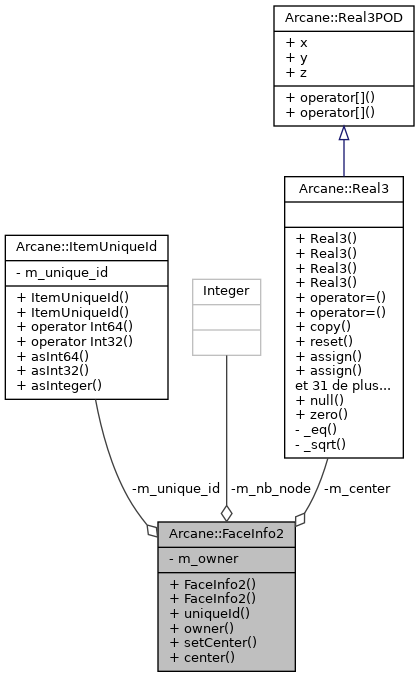 Arcane::Real3POD
+ x
+ y
+ z
+ operator[]()
+ operator[]()
Arcane::Real3
+ Real3()
+ Real3()
+ Real3()
+ Real3()
+ operator=()
+ operator=()
+ copy()
+ reset()
+ assign()
+ assign()
et 31 de plus...
+ null()
+ zero()
- _eq()
- _sqrt()
Arcane::ItemUniqueId
- m_unique_id
+ ItemUniqueId()
+ ItemUniqueId()
+ operator Int64()
+ operator Int32()
+ asInt64()
+ asInt32()
+ asInteger()
Integer
-m_unique_id
-m_nb_node
-m_center
Arcane::FaceInfo2
- m_owner
+ FaceInfo2()
+ FaceInfo2()
+ uniqueId()
+ owner()
+ setCenter()
+ center()